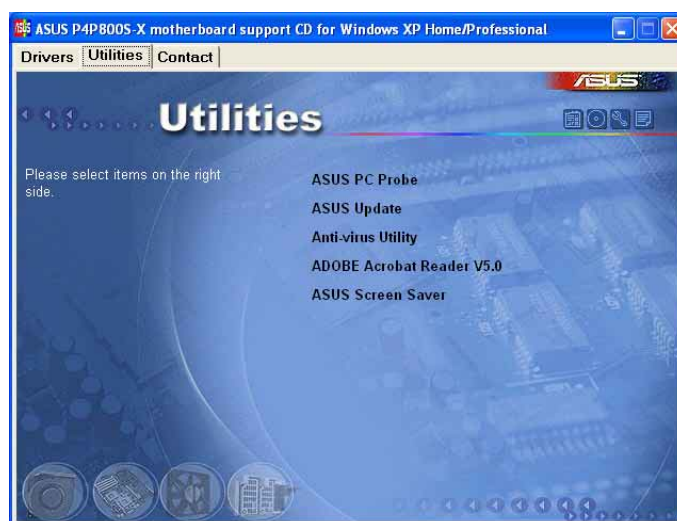 ASUS P4P800S-X motherboard support CD for Windows XP Home/Professional
Drivers Utilities Contact
ASUS
Utilities
Please select items on the right
side.
ASUS PC Probe
ASUS Update
Anti-virus Utility
ADOBE Acrobat Reader V5.0
ASUS Screen Saver